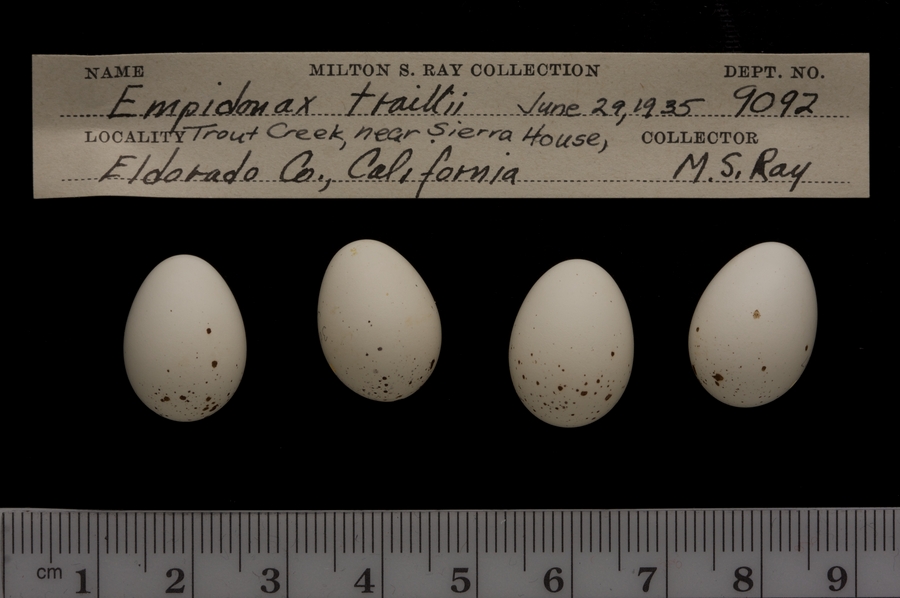 NAME MILTON S. RAY COLLECTION DEPT. NO.
Empidonax traillii June 29, 1935 9092
LOCALITY Trout Creek, near Sierra House, COLLECTOR
Eldorado Co., California M.S. Ray
cm 1 2 3 4 5 6 7 8 9